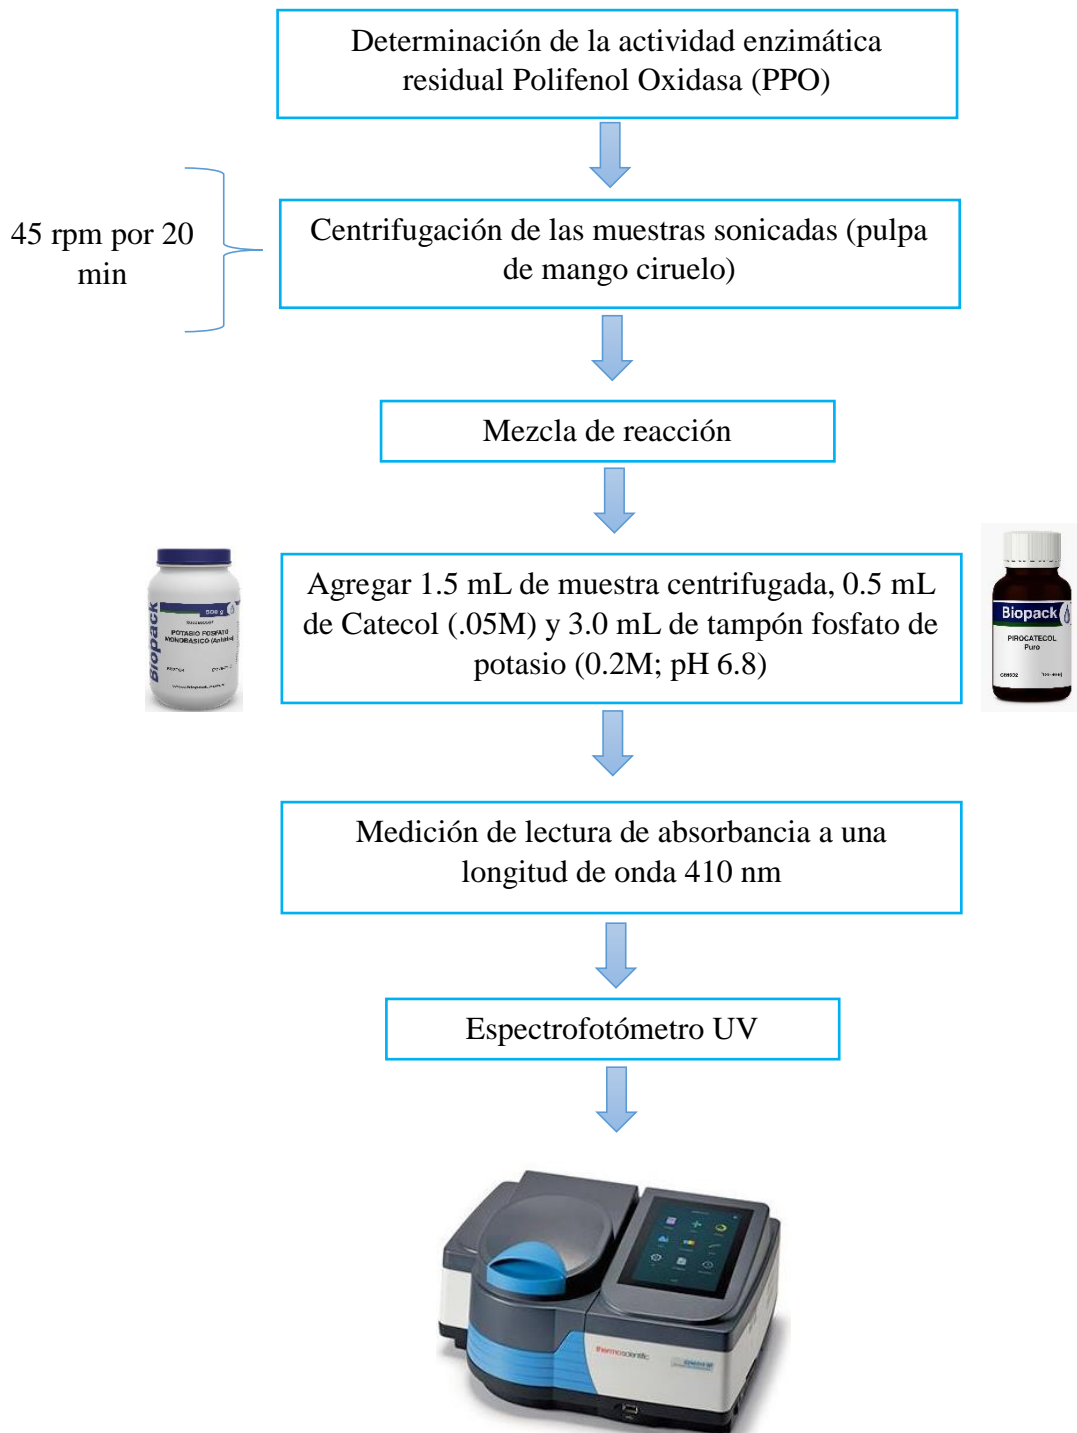 Determinación de la actividad enzimática
residual Polifenol Oxidasa (PPO)
45 rpm por 20
min
Centrifugación de las muestras sonicadas (pulpa
de mango ciruelo)
Mezcla de reacción
500 g
Biopack
POTASIO FOSFATO
MONOBASICO
Agregar 1.5 mL de muestra centrifugada, 0.5 mL
de Catecol (.05M) y 3.0 mL de tampón fosfato de
potasio (0.2M; pH 6.8)
Biopack
PIROCATECOL
Puro
Medición de lectura de absorbancia a una
longitud de onda 410 nm
Espectrofotómetro UV
thermoscientific